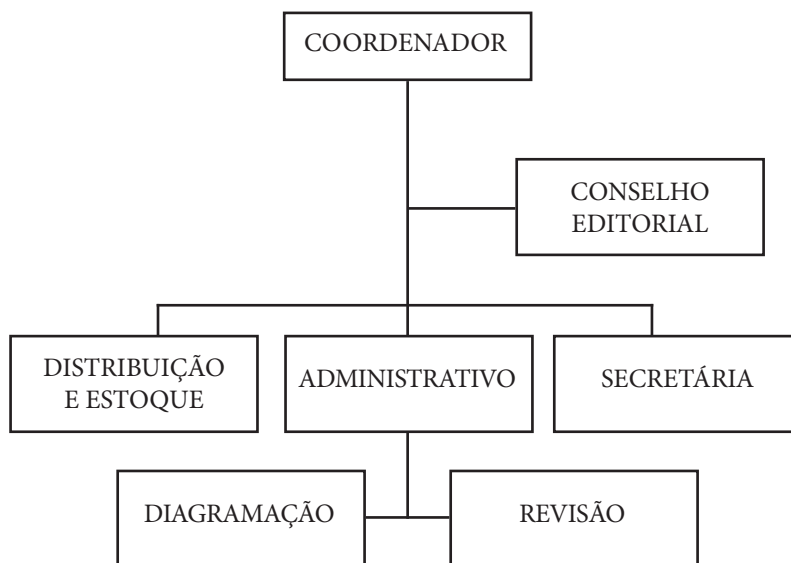 COORDENADOR
CONSELHO
EDITORIAL
DISTRIBUIÇÃO
E ESTOQUE
ADMINISTRATIVO
SECRETÁRIA
DIAGRAMAÇÃO
REVISÃO